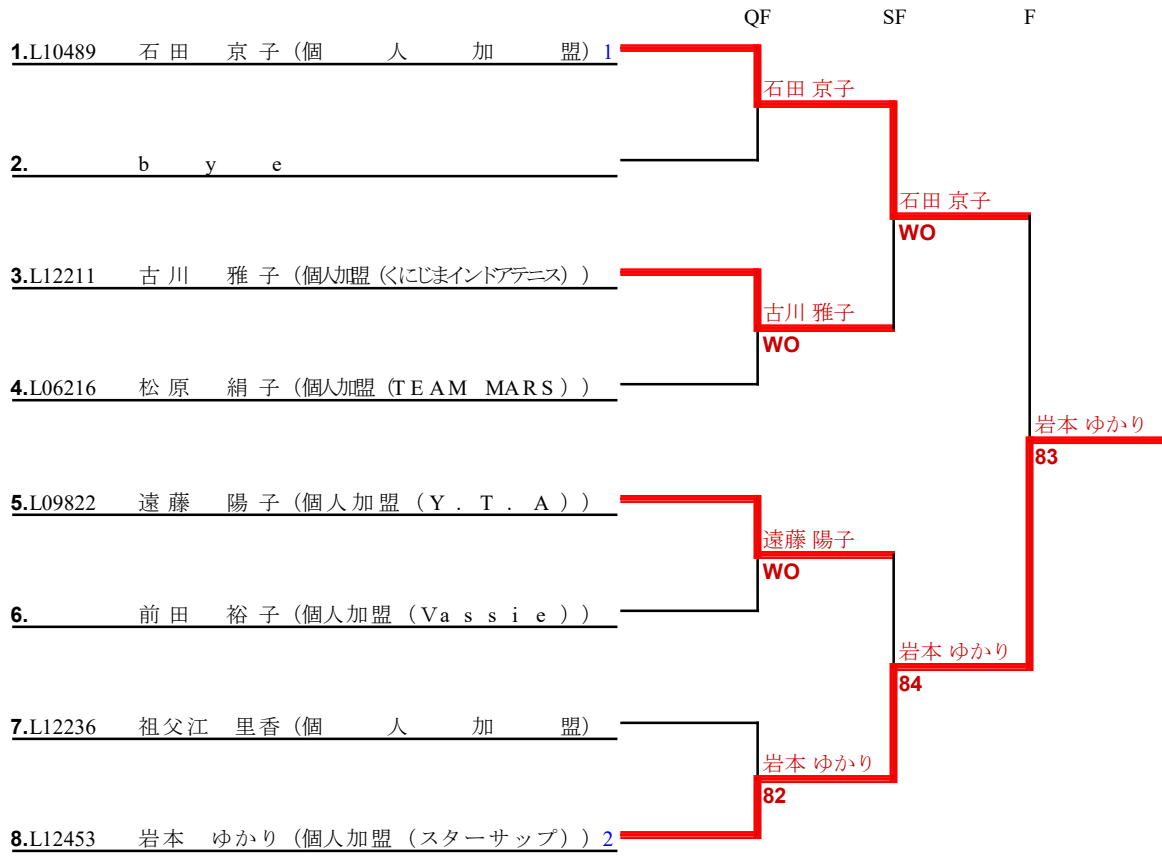 QF SF F
1.L10489 石田 京子 (個人加盟) 1
石田 京子
2. bye
石田 京子
WO
3.L12211 古川 雅子 (個人加盟 (くにじまインドアテニス))
古川 雅子
WO
4.L06216 松原 絹子 (個人加盟 (TEAM MARS))
岩本 ゆかり
83
5.L09822 遠藤 陽子 (個人加盟 (Y.T.A))
遠藤 陽子
WO
6. 前田 裕子 (個人加盟 (Vassie))
岩本 ゆかり
84
7.L12236 祖父江 里香 (個人加盟)
岩本 ゆかり
82
8.L12453 岩本 ゆかり (個人加盟 (スターサップ)) 2